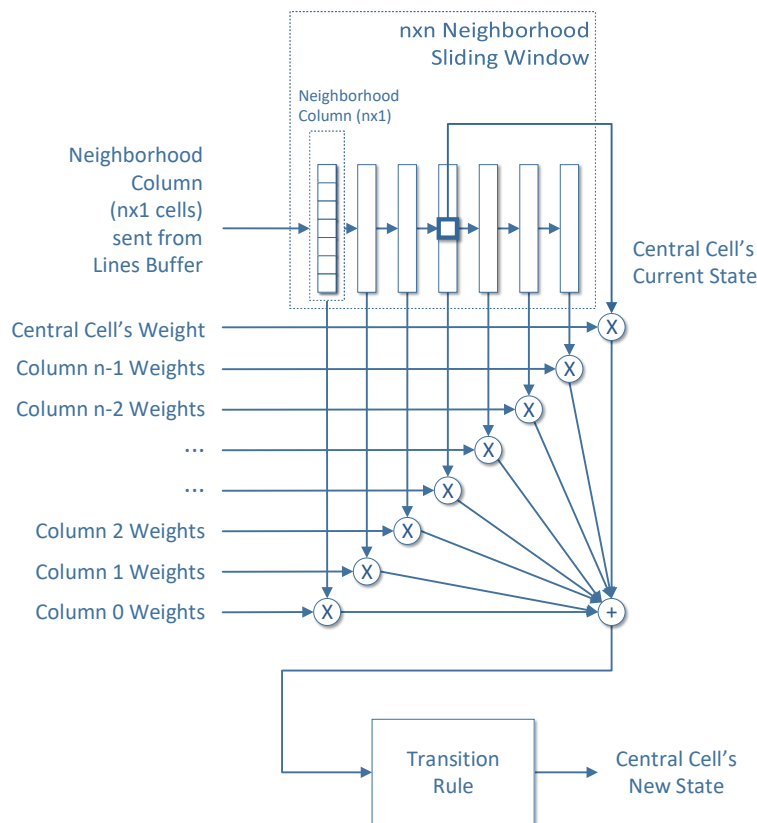 nxn Neighborhood
Sliding Window
Neighborhood
Column (nx1)
Neighborhood
Column
(nx1 cells)
sent from
Lines Buffer
Central Cell's
Current State
Central Cell's Weight
X
Column n-1 Weights
X
Column n-2 Weights
X
...
X
...
X
Column 2 Weights
X
Column 1 Weights
X
Column 0 Weights
X
+
Transition
Rule
Central Cell's
New State